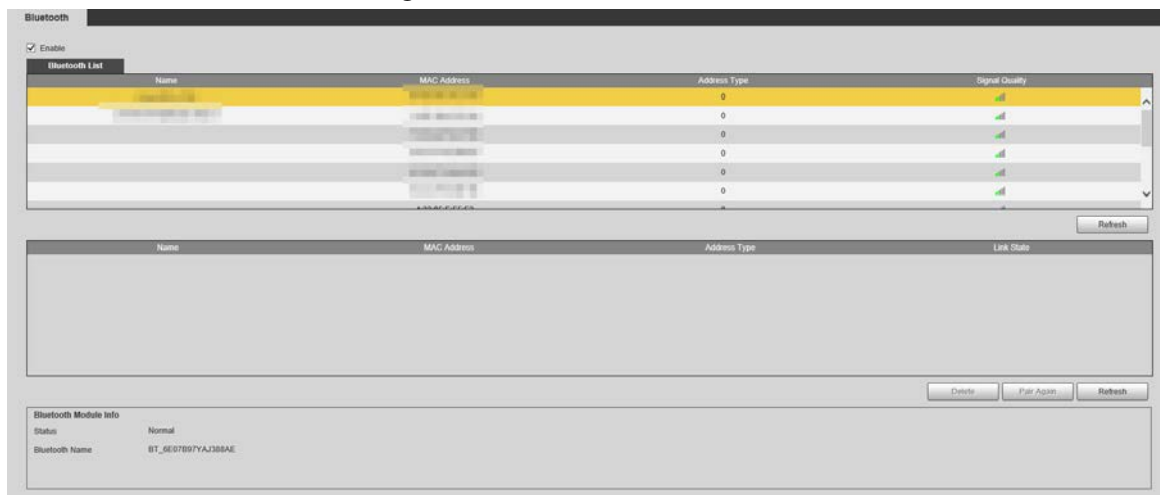 Bluetooth
Enable
Bluetooth List
Name MAC Address Address Type Signal Quality
0
0
0
0
0
0
Refresh
Name MAC Address Address Type Link State
Delete Pair Again Refresh
Bluetooth Module Info
Status Normal
Bluetooth Name BT_6E07B97YAJ388AE